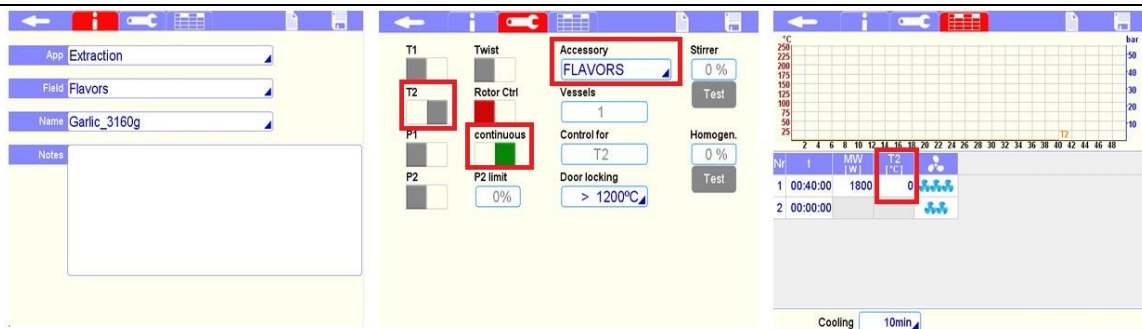 App Extraction
Field Flavors
Name Garlic_3160g
Notes
T1 Twist Accessory Stirrer
FLAVORS 0 %
T2 Rotor Ctrl Vessels Test
1
P1 continuous Control for Homogen.
T2 0 %
P2 P2 limit Door locking Test
0% > 1200ºC
°C bar
250
225 50
200
175 40
150
125 30
100
75 20
50
25 10
T2
2 4 6 8 10 12 14 16 18 20 22 24 26 28 30 32 34 36 38 40 42 44 46 48
Nr t MW [W] T2 [°C]
1 00:40:00 1800 0
2 00:00:00
Cooling 10min